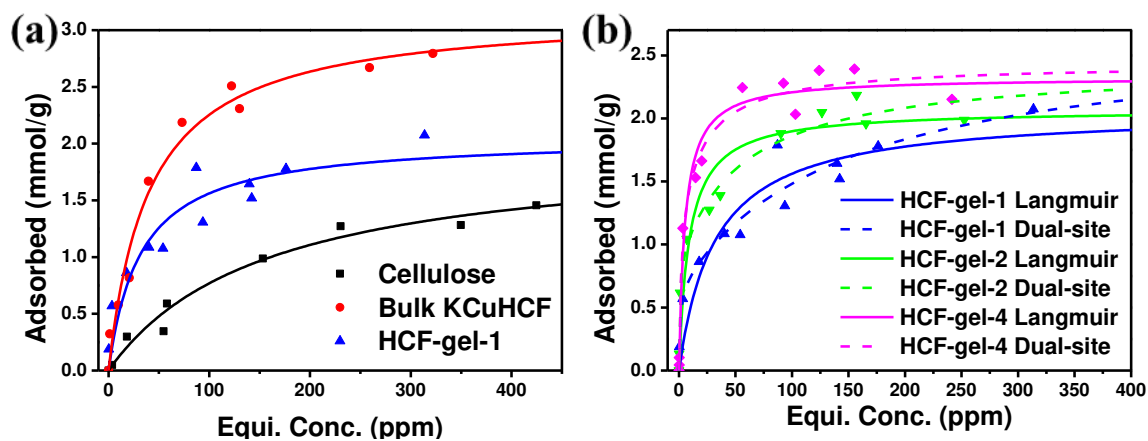 (a)
3.0
2.5
2.0
1.5
1.0
0.5
0.0
Adsorbed (mmol/g)
Cellulose
Bulk KCuHCF
HCF-gel-1
0 100 200 300 400
Equi. Conc. (ppm)
(b)
2.5
2.0
1.5
1.0
0.5
0.0
Adsorbed (mmol/g)
HCF-gel-1 Langmuir
HCF-gel-1 Dual-site
HCF-gel-2 Langmuir
HCF-gel-2 Dual-site
HCF-gel-4 Langmuir
HCF-gel-4 Dual-site
0 50 100 150 200 250 300 350 400
Equi. Conc. (ppm)